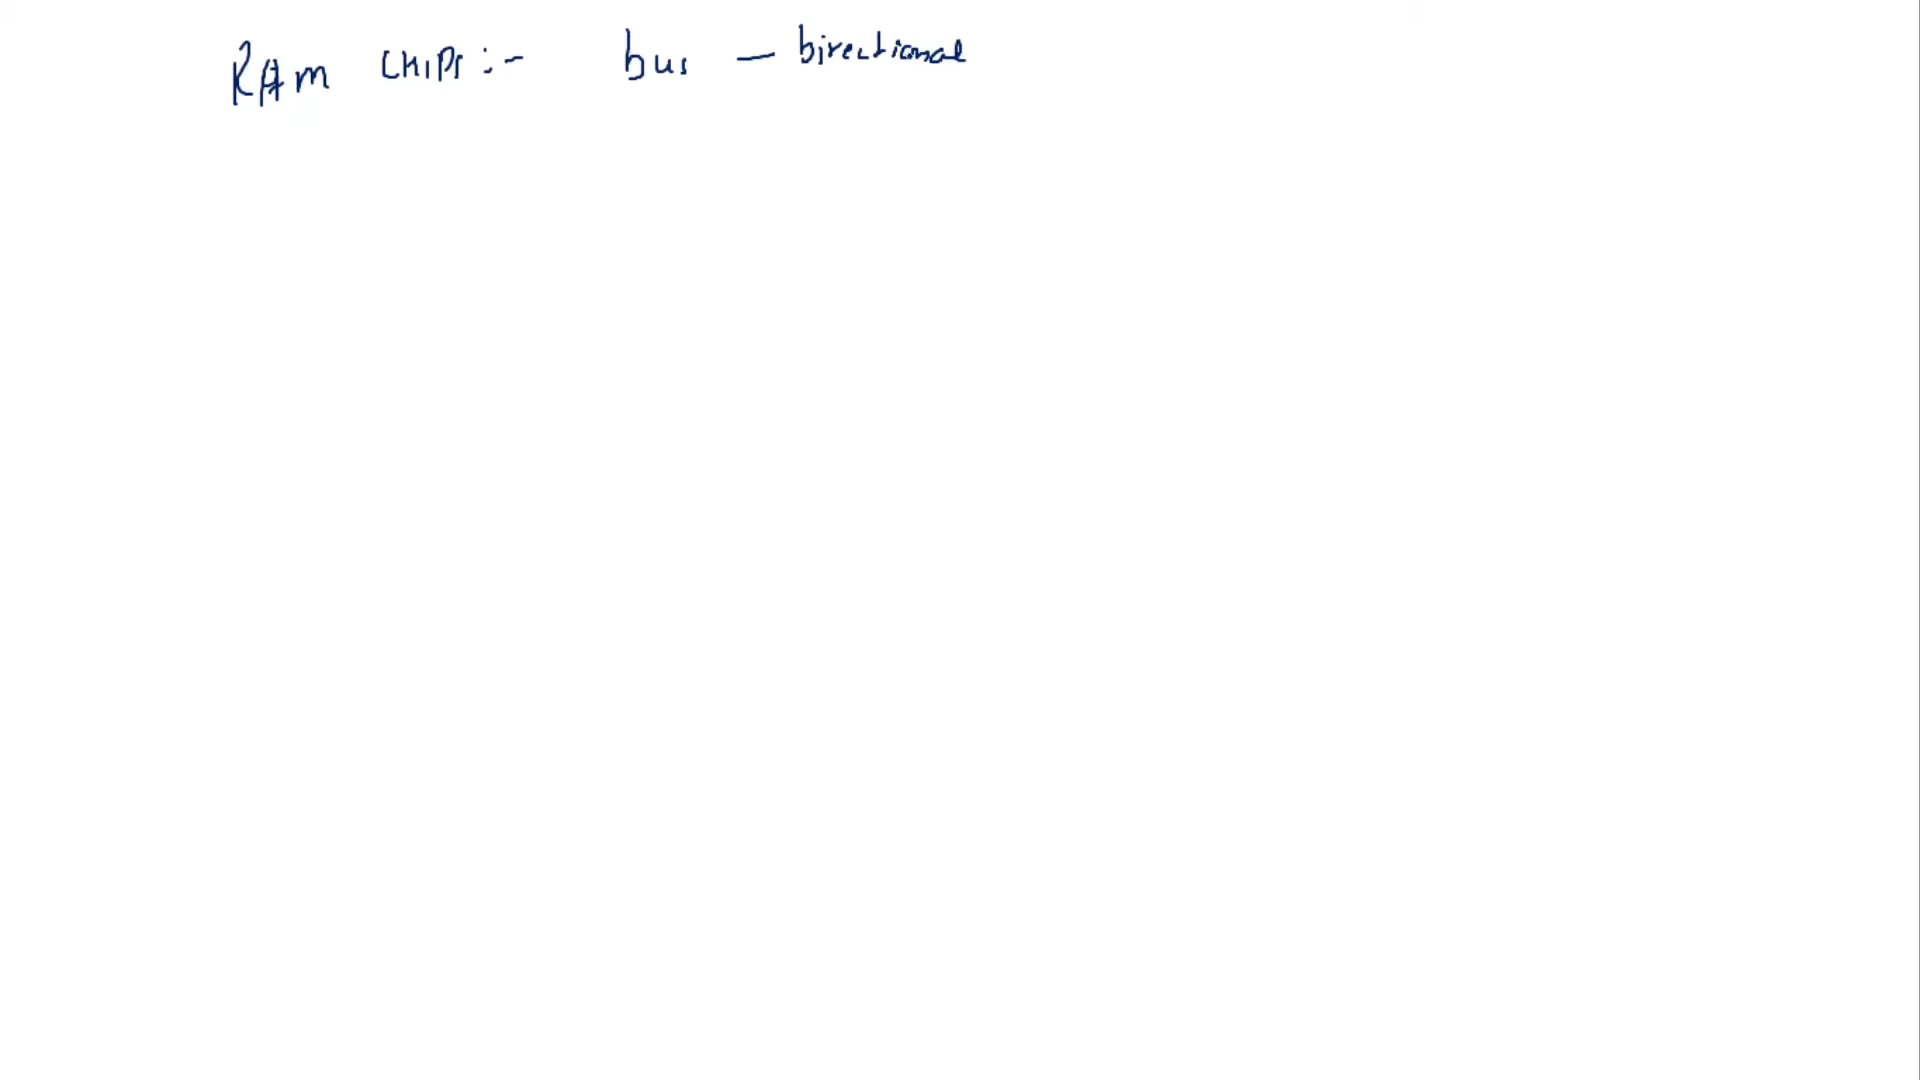 RAM CHIPs :- bus — birectional